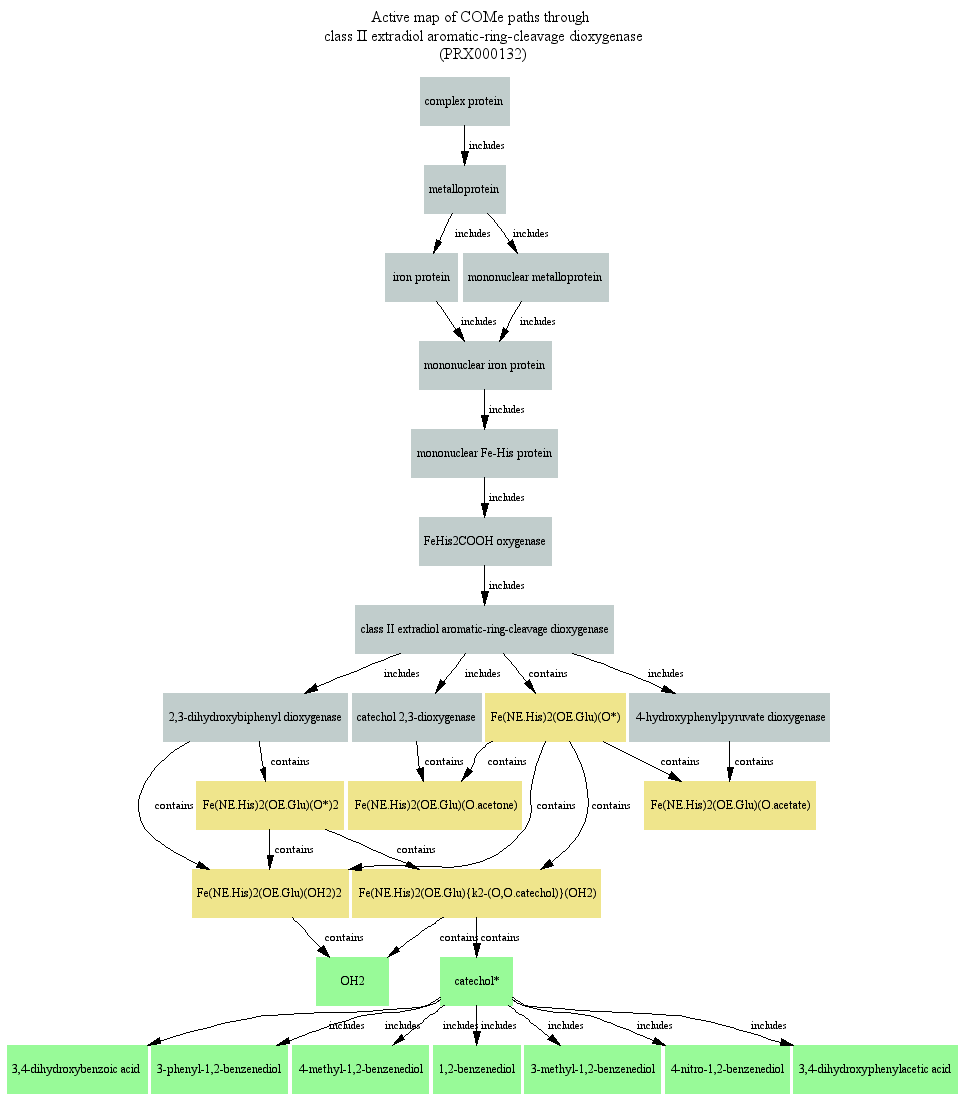 Active map of COMe paths through
class II extradiol aromatic-ring-cleavage dioxygenase
(PRX000132)
complex protein
includes
metalloprotein
includes includes
iron protein mononuclear metalloprotein
includes includes
mononuclear iron protein
includes
mononuclear Fe-His protein
includes
FeHis2COOH oxygenase
includes
class II extradiol aromatic-ring-cleavage dioxygenase
includes includes contains includes
2,3-dihydroxybiphenyl dioxygenase catechol 2,3-dioxygenase Fe(NE.His)2(OE.Glu)(O*) 4-hydroxyphenylpyruvate dioxygenase
contains contains contains contains contains
Fe(NE.His)2(OE.Glu)(O*)2 Fe(NE.His)2(OE.Glu)(O.acetone) Fe(NE.His)2(OE.Glu)(O.acetate)
contains contains contains
contains contains
Fe(NE.His)2(OE.Glu)(OH2)2 Fe(NE.His)2(OE.Glu){k2-(O,O.catechol)}(OH2)
contains contains contains
OH2 catechol*
includes includes includes includes includes includes includes
3,4-dihydroxybenzoic acid 3-phenyl-1,2-benzenediol 4-methyl-1,2-benzenediol 1,2-benzenediol 3-methyl-1,2-benzenediol 4-nitro-1,2-benzenediol 3,4-dihydroxyphenylacetic acid